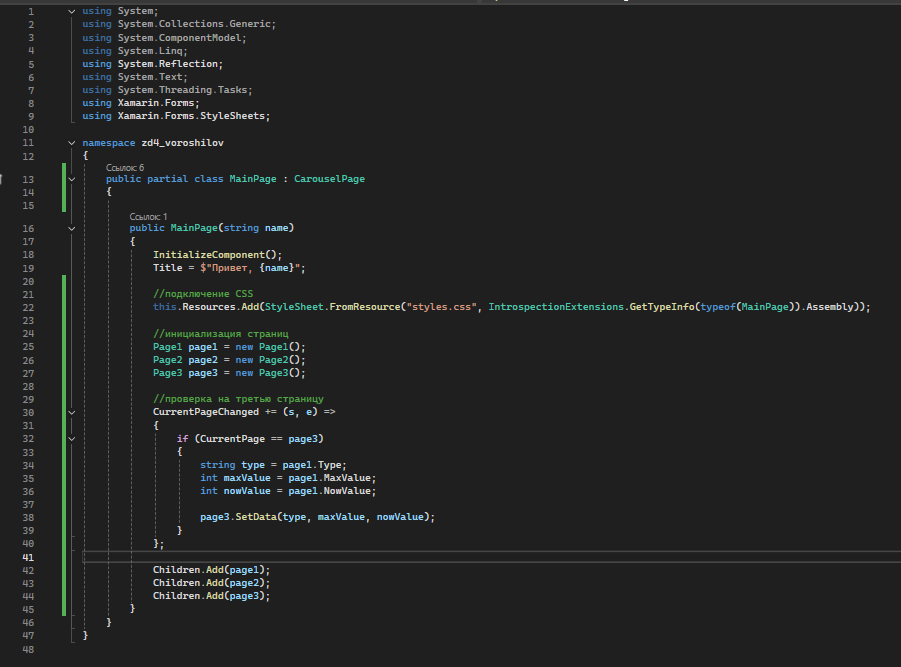 1 using System;
2 using System.Collections.Generic;
3 using System.ComponentModel;
4 using System.Linq;
5 using System.Reflection;
6 using System.Text;
7 using System.Threading.Tasks;
8 using Xamarin.Forms;
9 using Xamarin.Forms.StyleSheets;
10
11 namespace zd4_voroshilov
12 {
Ссылок: 6
13 public partial class MainPage : CarouselPage
14 {
15
Ссылок: 1
16 public MainPage(string name)
17 {
18 InitializeComponent();
19 Title = $"Привет, {name}";
20
21 //подключение CSS
22 this.Resources.Add(StyleSheet.FromResource("styles.css", IntrospectionExtensions.GetTypeInfo(typeof(MainPage)).Assembly));
23
24 //инициализация страниц
25 Page1 page1 = new Page1();
26 Page2 page2 = new Page2();
27 Page3 page3 = new Page3();
28
29 //проверка на третью страницу
30 CurrentPageChanged += (s, e) =>
31 {
32 if (CurrentPage == page3)
33 {
34 string type = page1.Type;
35 int maxValue = page1.MaxValue;
36 int nowValue = page1.NowValue;
37
38 page3.SetData(type, maxValue, nowValue);
39 }
40 };
41
42 Children.Add(page1);
43 Children.Add(page2);
44 Children.Add(page3);
45 }
46 }
47 }
48